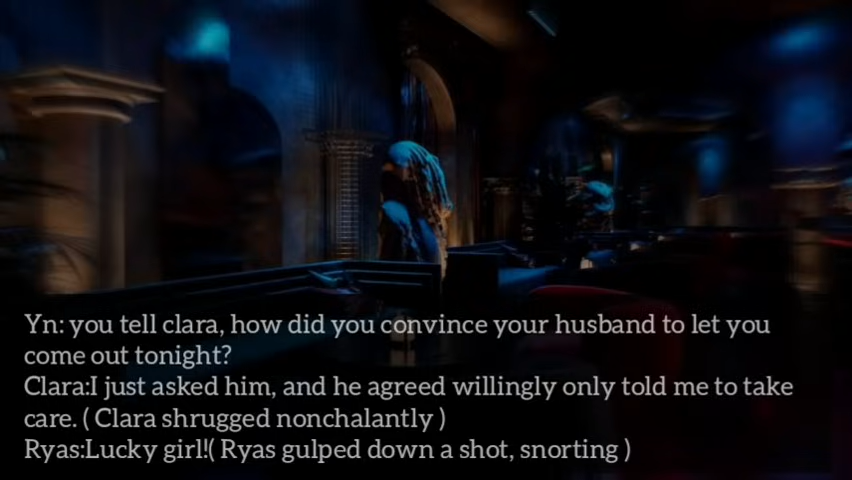 Yn: you tell clara, how did you convince your husband to let you
come out tonight?
Clara:I just asked him, and he agreed willingly only told me to take
care. ( Clara shrugged nonchalantly )
Ryas:Lucky girl!( Ryas gulped down a shot, snorting )